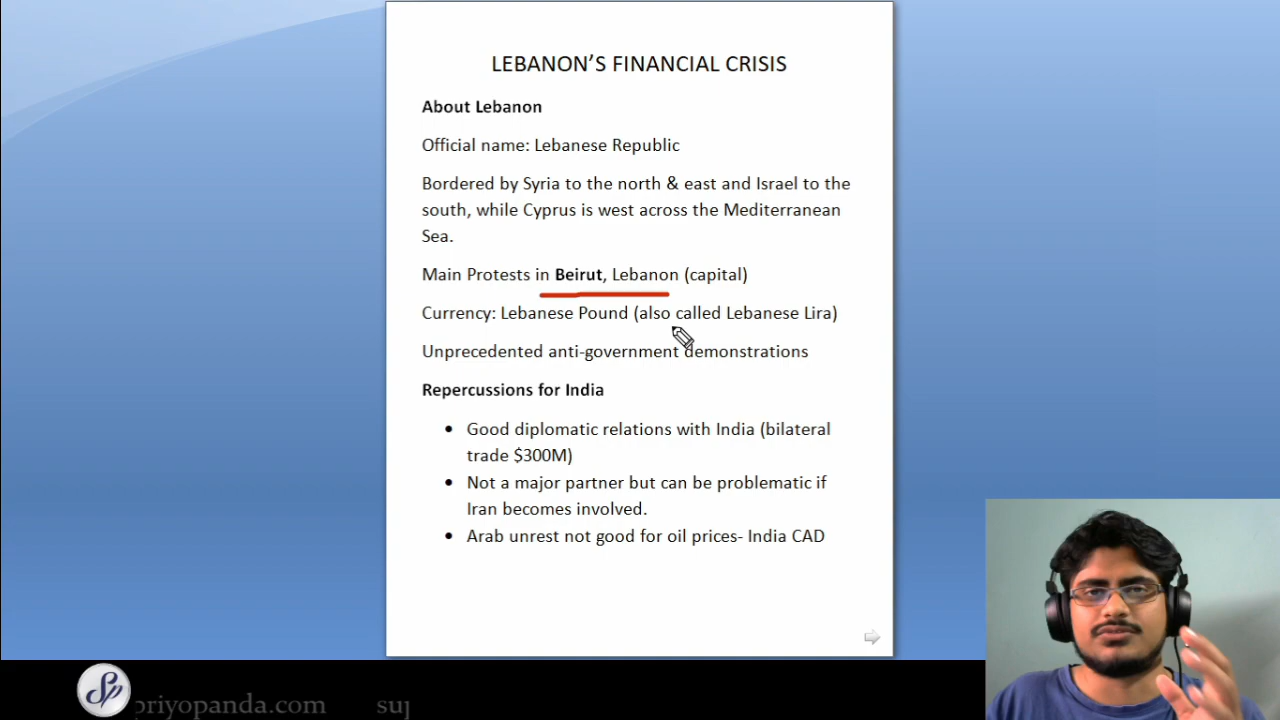 LEBANON’S FINANCIAL CRISIS
About Lebanon
Official name: Lebanese Republic
Bordered by Syria to the north & east and Israel to the
south, while Cyprus is west across the Mediterranean
Sea.
Main Protests in Beirut, Lebanon (capital)
Currency: Lebanese Pound (also called Lebanese Lira)
Unprecedented anti-government demonstrations
Repercussions for India
• Good diplomatic relations with India (bilateral
trade $300M)
• Not a major partner but can be problematic if
Iran becomes involved.
• Arab unrest not good for oil prices- India CAD
priyopanda.com